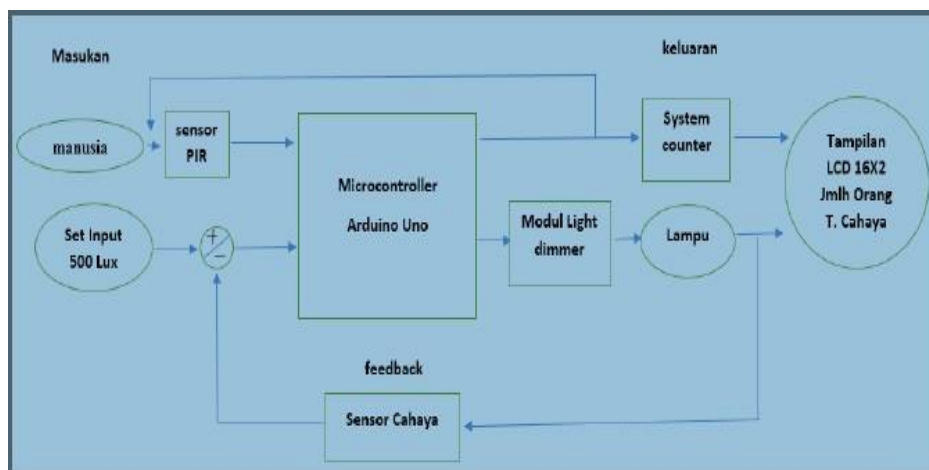 Masukan
keluaran
manusia
sensor
PIR
System
counter
Tampilan
LCD 16X2
Jmlh Orang
T. Cahaya
Microcontroller
Arduino Uno
Set Input
500 Lux
+
–
Modul Light
dimmer
Lampu
feedback
Sensor Cahaya